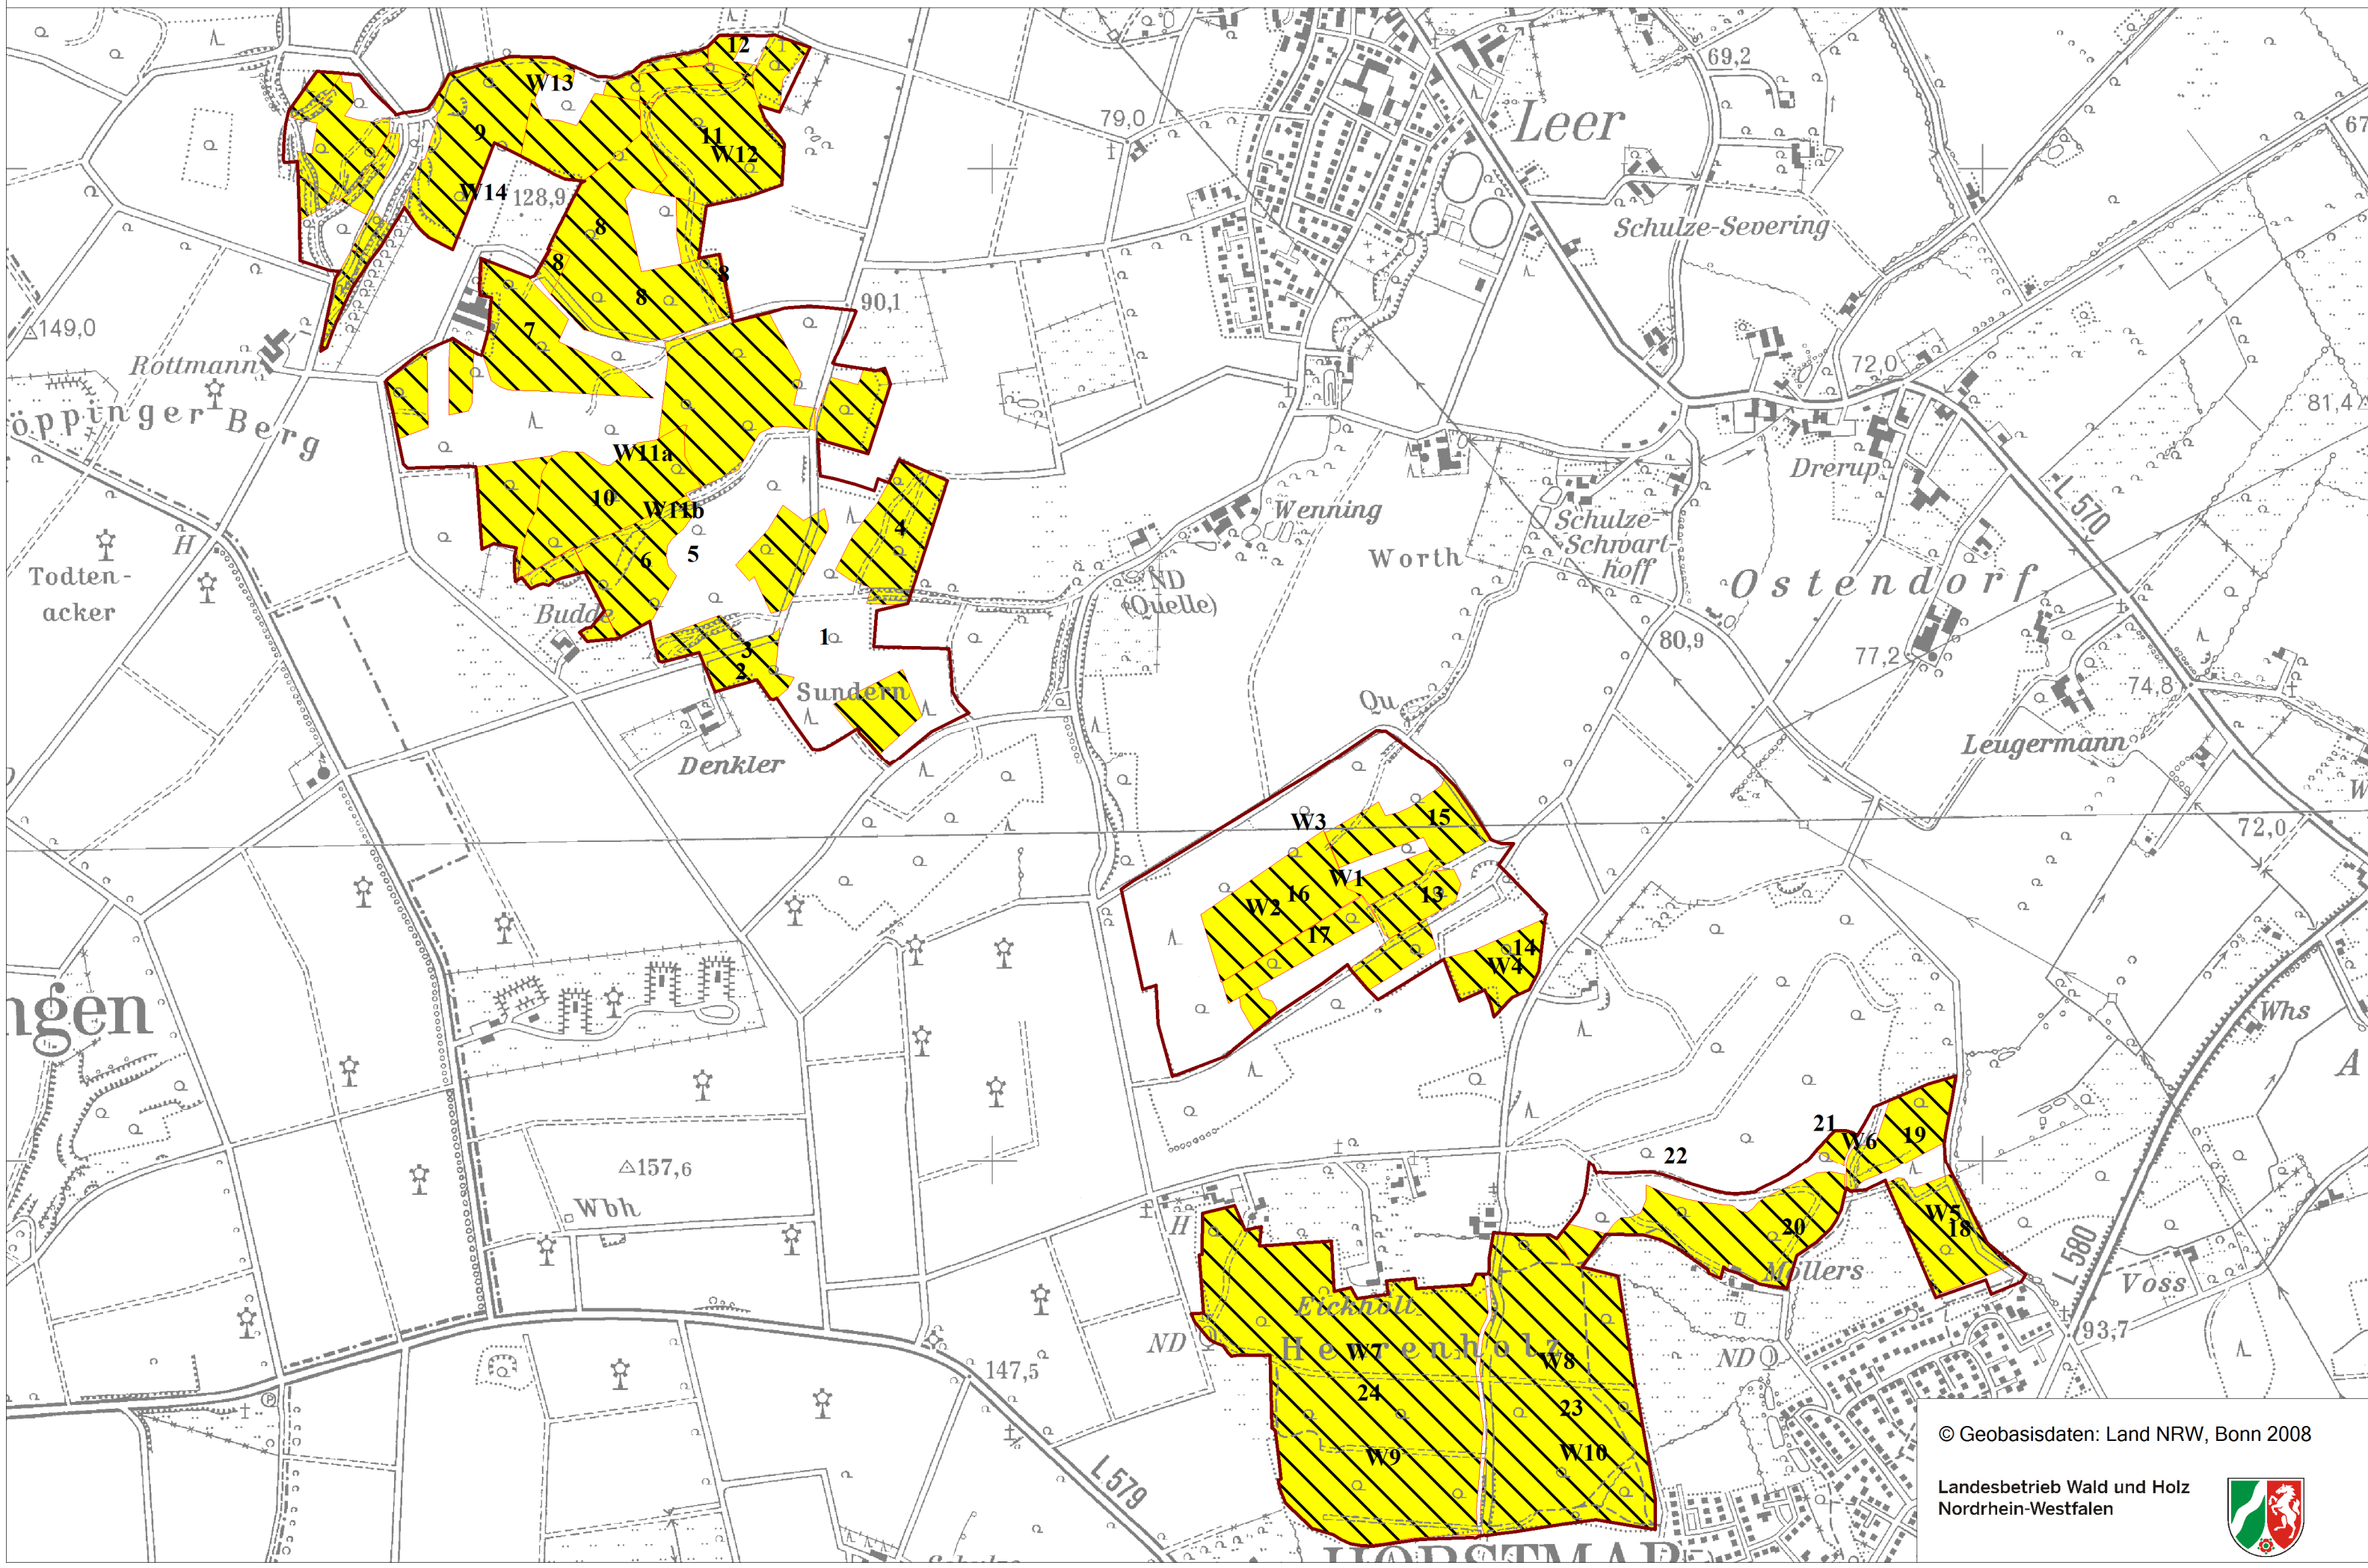 12
W13
69,2
Leer
79,0
67
9
11
W12
W14
128,9
8
Schulze-Severing
8
8
8
90,1
149,0
7
Rottmann
72,0
81,4
öppinger Berg
W11a
Drerup
L 570
10
W11b
Wenning
Schulze-
Schwart-
hoff
4
H
Worth
6
5
Todten-
acker
ND
(Quelle)
Ostendorf
Budde
1
80,9
3
77,2
2
74,8
Sundern
Qu
Denkler
Leugermann
W
W3
15
72,0
W1
16
13
W2
17
14
W4
ngen
Whs
A
21
W6
19
157,6
22
Wbh
W5
18
H
20
L 580
Möllers
Voss
Eickholt
93,7
ND
Herrenholz
W7
W8
ND
147,5
24
23
W9
W10
L 579
© Geobasisdaten: Land NRW, Bonn 2008
Landesbetrieb Wald und Holz
Nordrhein-Westfalen